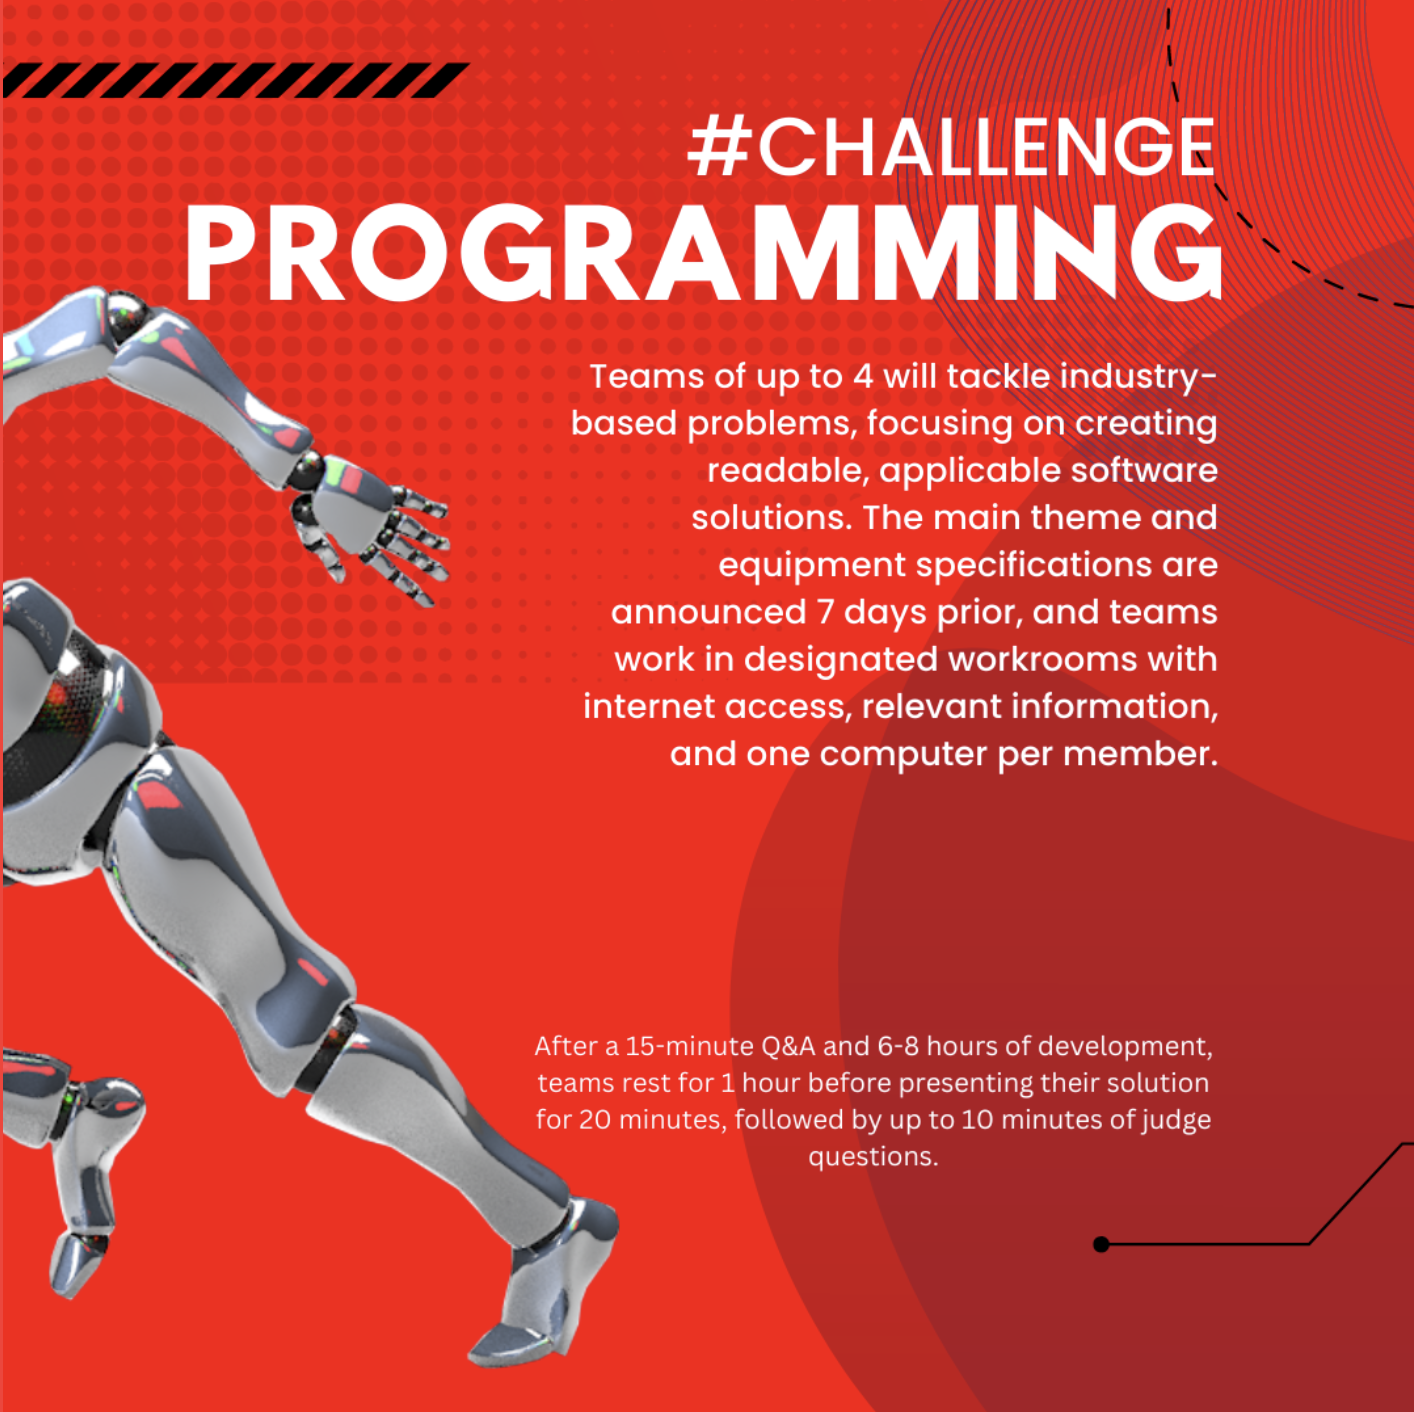 #CHALLENGE
PROGRAMMING
Teams of up to 4 will tackle industry-
based problems, focusing on creating
readable, applicable software
solutions. The main theme and
equipment specifications are
announced 7 days prior, and teams
work in designated workrooms with
internet access, relevant information,
and one computer per member.
After a 15-minute Q&A and 6-8 hours of development,
teams rest for 1 hour before presenting their solution
for 20 minutes, followed by up to 10 minutes of judge
questions.